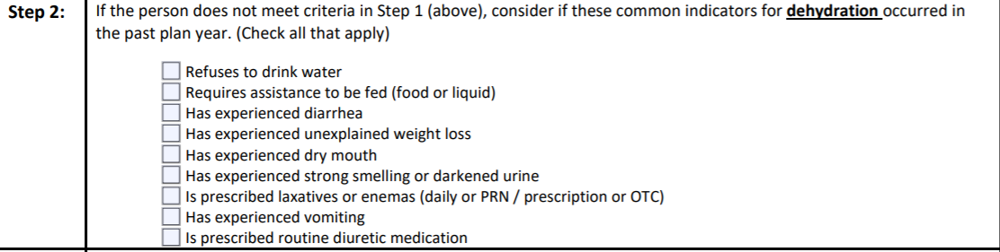 Step 2: If the person does not meet criteria in Step 1 (above), consider if these common indicators for dehydration occurred in
the past plan year. (Check all that apply)
Refuses to drink water
Requires assistance to be fed (food or liquid)
Has experienced diarrhea
Has experienced unexplained weight loss
Has experienced dry mouth
Has experienced strong smelling or darkened urine
Is prescribed laxatives or enemas (daily or PRN / prescription or OTC)
Has experienced vomiting
Is prescribed routine diuretic medication